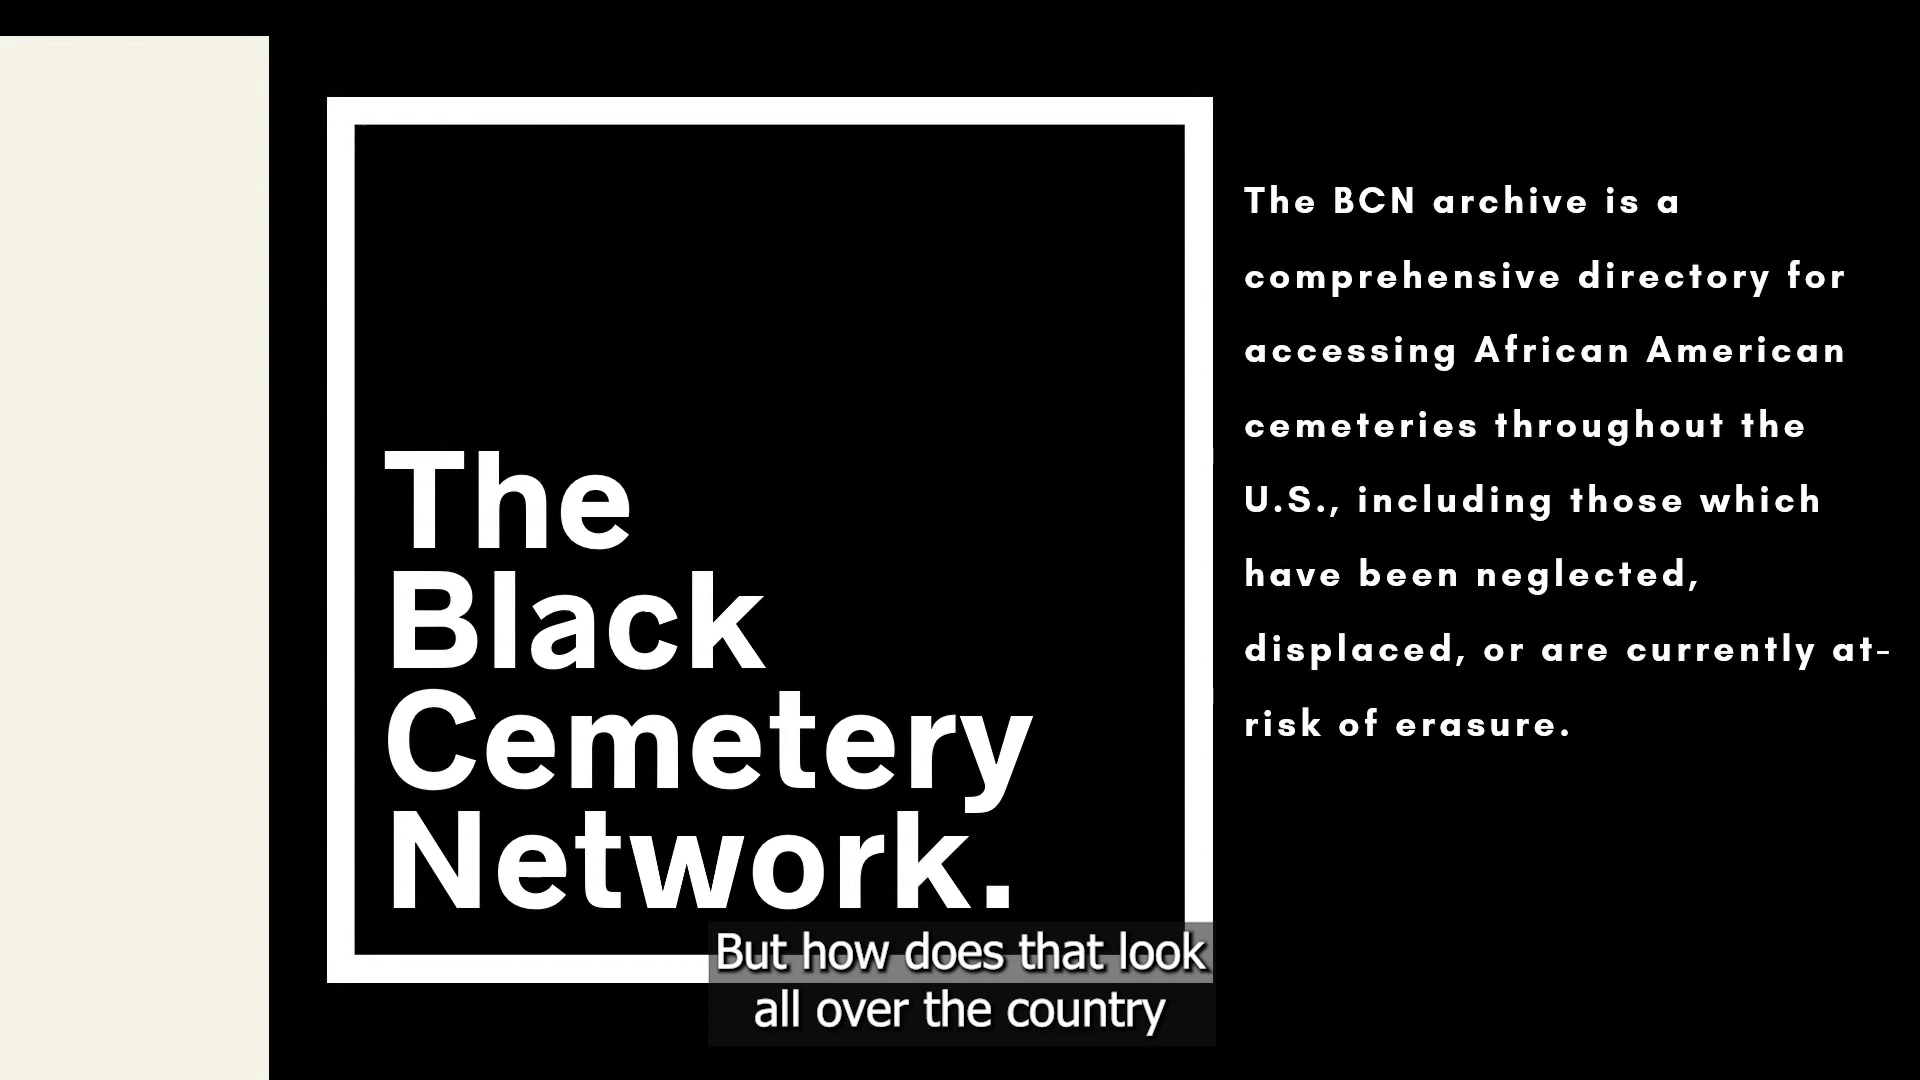 The
Black
Cemetery
Network.
The BCN archive is a
comprehensive directory for
accessing African American
cemeteries throughout the
U.S., including those which
have been neglected,
displaced, or are currently at-
risk of erasure.
But how does that look
all over the country